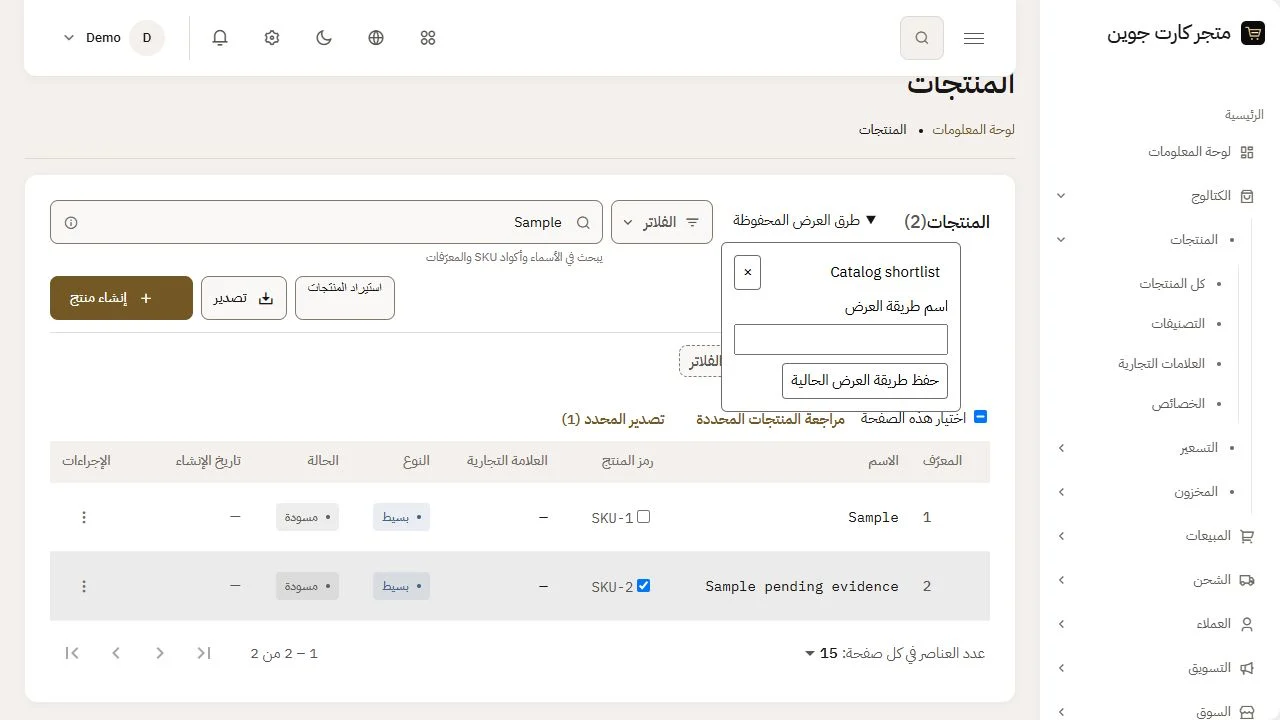 متجر كارت جوين
الرئيسية
لوحة المعلومات
الكتالوج
المنتجات
كل المنتجات
التصنيفات
العلامات التجارية
الخصائص
التسعير
المخزون
المبيعات
الشحن
العملاء
التسويق
السوق
D Demo
المنتجات
لوحة المعلومات • المنتجات
المنتجات(2)
▼ طرق العرض المحفوظة
الفلاتر
Sample
يبحث في الأسماء وأكواد SKU والمعرّفات
Catalog shortlist ×
اسم طريقة العرض
حفظ طريقة العرض الحالية
استيراد المنتجات
تصدير
+ إنشاء منتج
الفلاتر
اختيار هذه الصفحة مراجعة المنتجات المحددة تصدير المحدد (1)
المعرّف الاسم رمز المنتج العلامة التجارية النوع الحالة تاريخ الإنشاء الإجراءات
1 Sample SKU-1 — • بسيط • مسودة —
2 Sample pending evidence SKU-2 — • بسيط • مسودة —
عدد العناصر في كل صفحة: 15
1 – 2 من 2